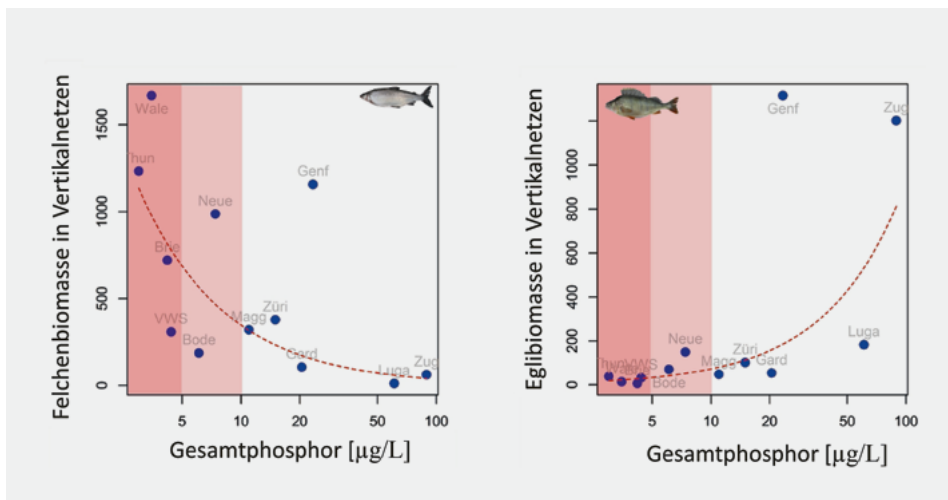 Felchenbiomasse in Vertikalnetzen
1500
1000
500
0
Wale
Thun
Brie
VWS
Neue
Bode
Genf
Magg
Züri
Gard
Luga
Zug
5 10 20 50 100
Gesamtphosphor [µg/L]
Eglibiomasse in Vertikalnetzen
1000
800
600
400
200
0
Genf
Zug
Neue
Thun
VWS
Bode
Magg
Züri
Gard
Luga
5 10 20 50 100
Gesamtphosphor [µg/L]